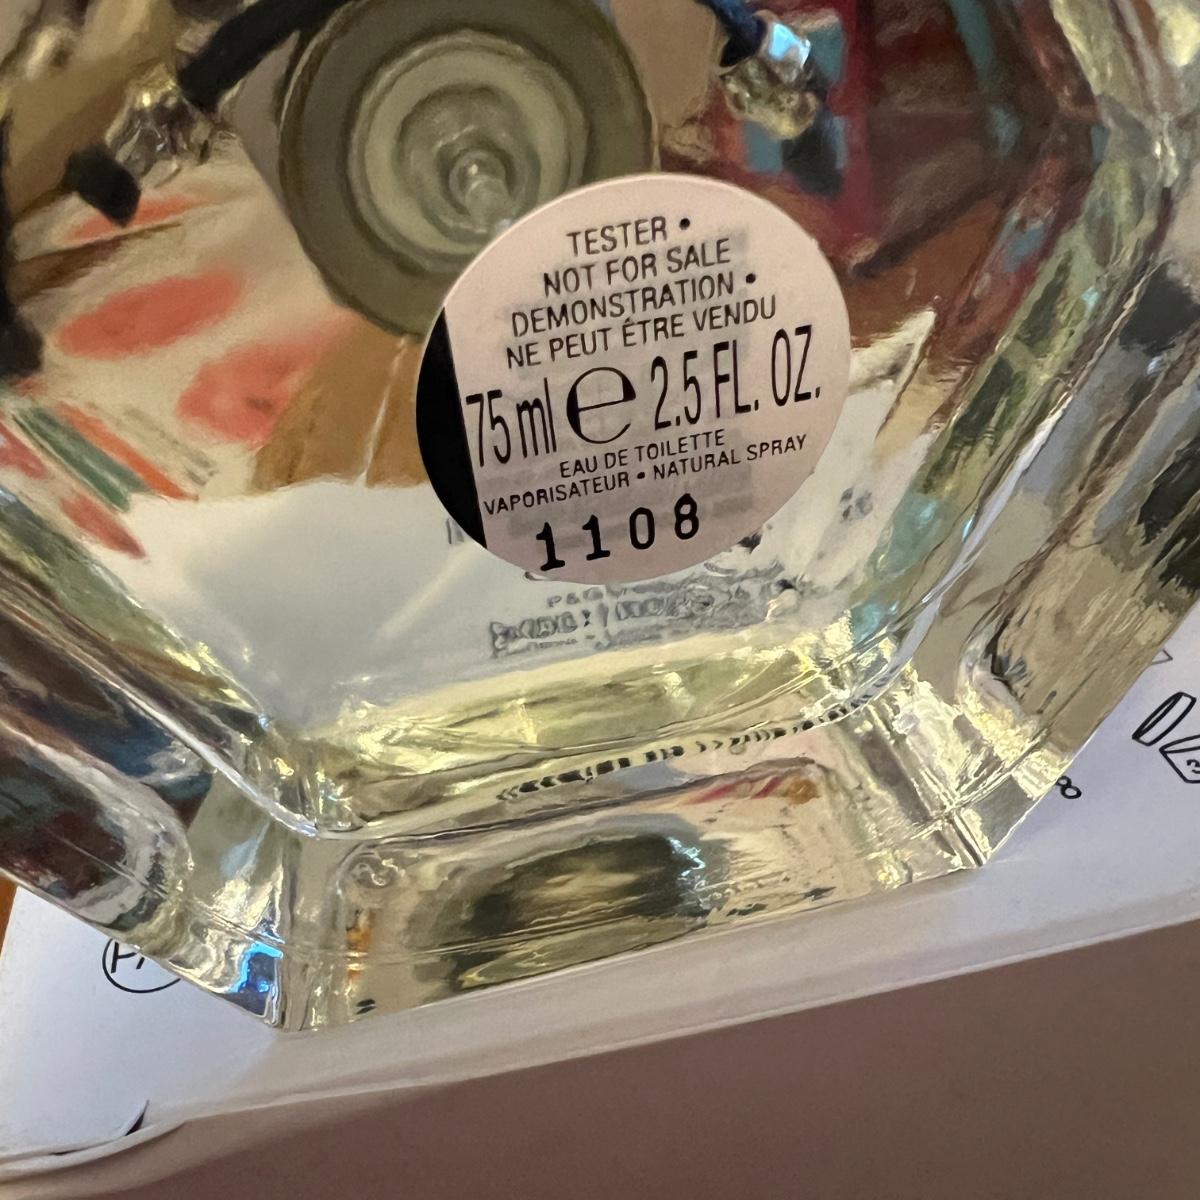 TESTER •
NOT FOR SALE
DEMONSTRATION •
NE PEUT ÊTRE VENDU
75 ml e 2.5 FL. OZ.
EAU DE TOILETTE
VAPORISATEUR • NATURAL SPRAY
1108
P&G